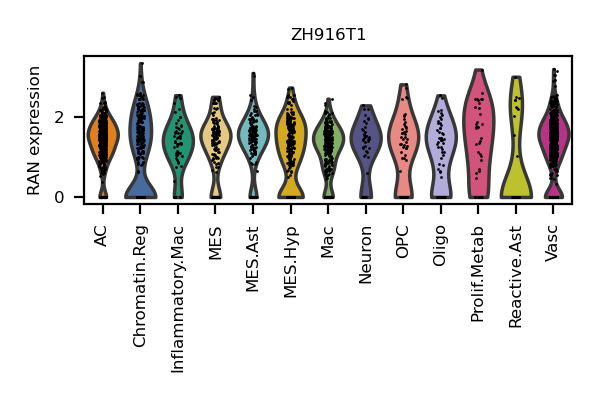 ZH916T1
RAN expression
2
0
AC
Chromatin.Reg
Inflammatory.Mac
MES
MES.Ast
MES.Hyp
Mac
Neuron
OPC
Oligo
Prolif.Metab
Reactive.Ast
Vasc